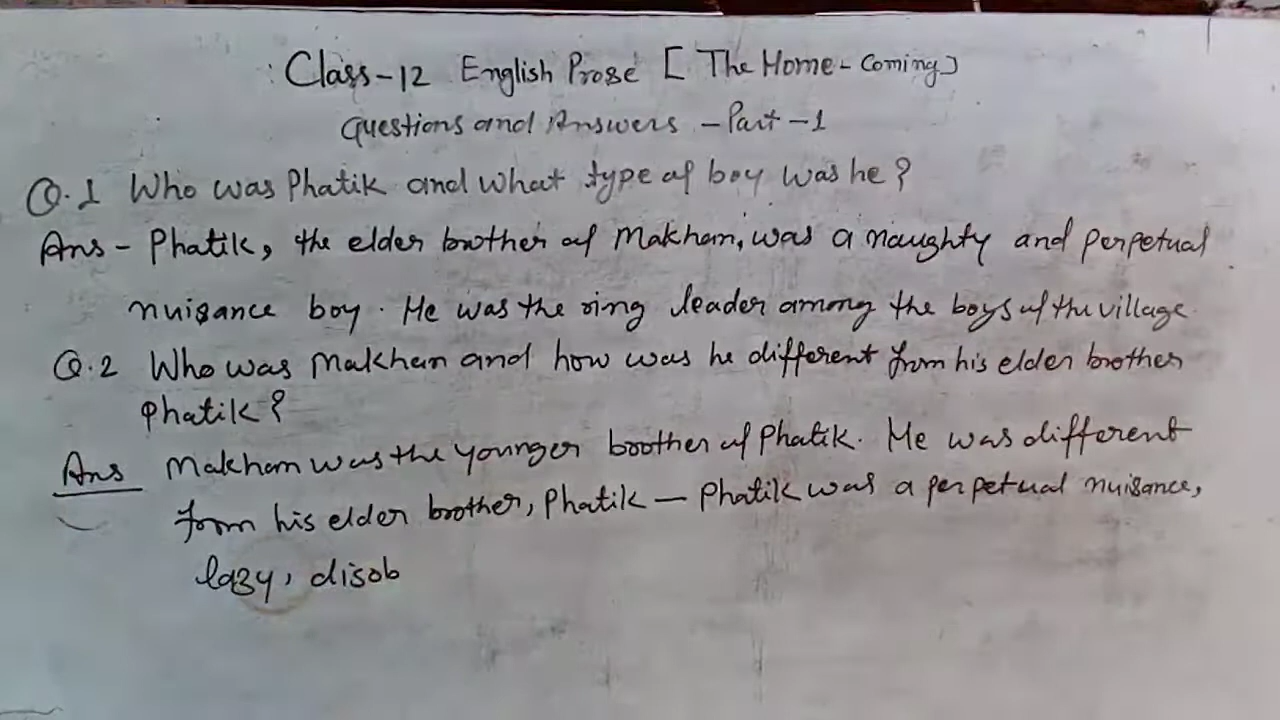 Class-12 English Prose [ The Home-Coming]
Questions and Answers - Part - 1
Q.1 Who was Phatik and what type of boy was he?
Ans - Phatik, the elder brother of Makhan, was a naughty and perpetual
nuisance boy. He was the ring leader among the boys of the village.
Q.2 Who was Makhan and how was he different from his elder brother
Phatik?
Ans Makhan was the younger brother of Phatik. He was different
from his elder brother, Phatik — Phatik was a perpetual nuisance,
lazy, disob